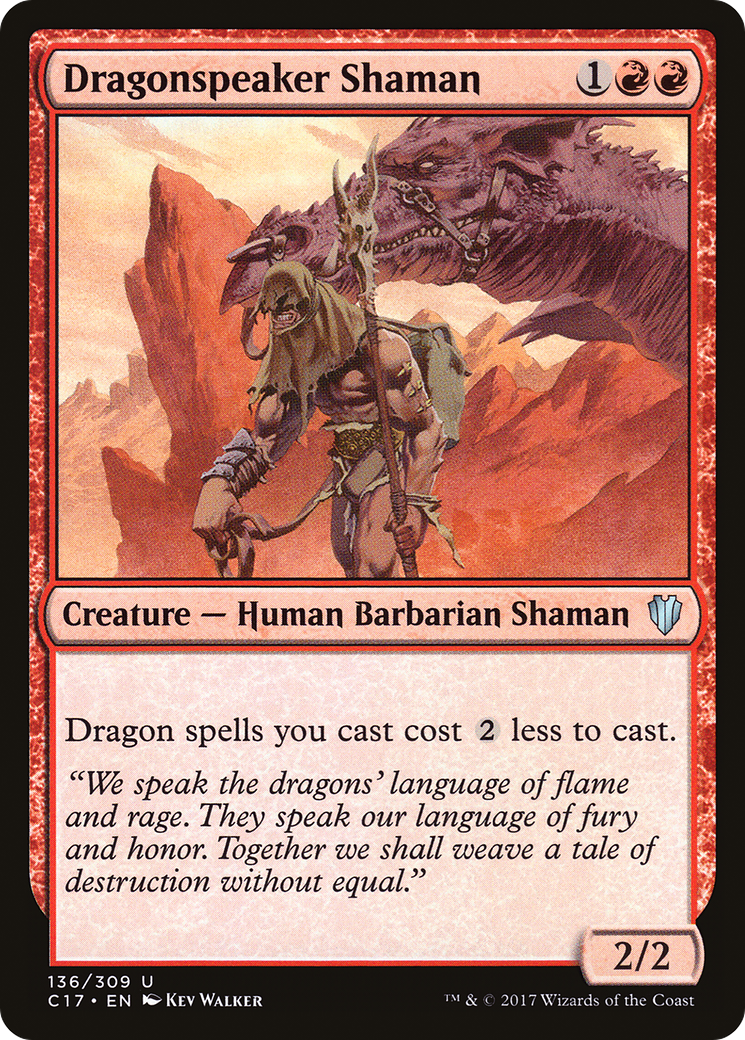 Dragonspeaker Shaman 1
Creature — Human Barbarian Shaman
Dragon spells you cast cost 2 less to cast.
“We speak the dragons’ language of flame
and rage. They speak our language of fury
and honor. Together we shall weave a tale of
destruction without equal.”
2/2
136/309 U
C17 • EN Kev Walker
™ & © 2017 Wizards of the Coast